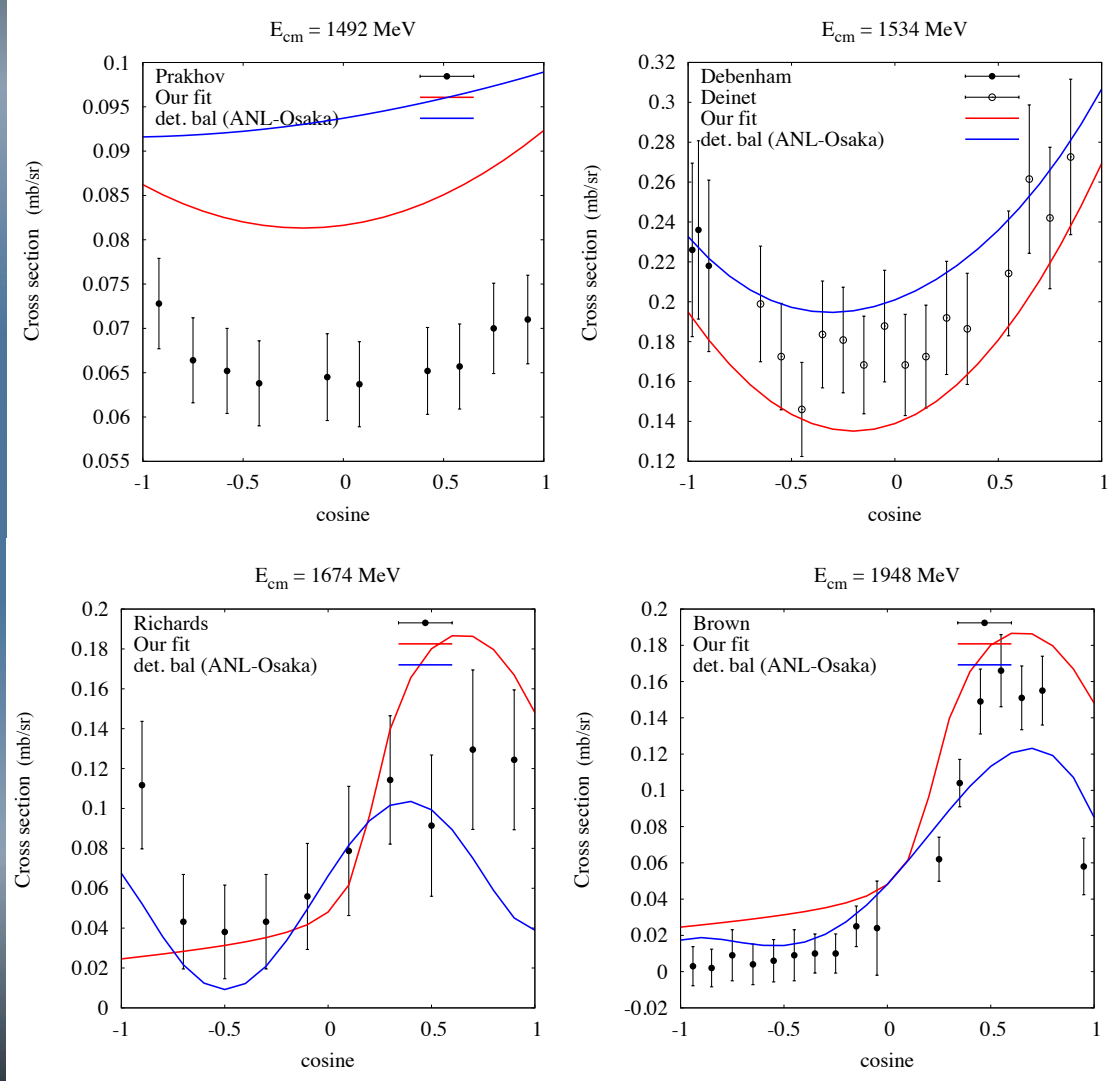 E_cm = 1492 MeV
Prakhov
Our fit
det. bal (ANL-Osaka)
0.1
0.095
0.09
0.085
0.08
0.075
0.07
0.065
0.06
0.055
Cross section (mb/sr)
-1 -0.5 0 0.5 1
cosine
E_cm = 1534 MeV
Debenham
Deinet
Our fit
det. bal (ANL-Osaka)
0.32
0.3
0.28
0.26
0.24
0.22
0.2
0.18
0.16
0.14
0.12
Cross section (mb/sr)
-1 -0.5 0 0.5 1
cosine
E_cm = 1674 MeV
Richards
Our fit
det. bal (ANL-Osaka)
0.2
0.18
0.16
0.14
0.12
0.1
0.08
0.06
0.04
0.02
0
Cross section (mb/sr)
-1 -0.5 0 0.5 1
cosine
E_cm = 1948 MeV
Brown
Our fit
det. bal (ANL-Osaka)
0.2
0.18
0.16
0.14
0.12
0.1
0.08
0.06
0.04
0.02
0
-0.02
Cross section (mb/sr)
-1 -0.5 0 0.5 1
cosine